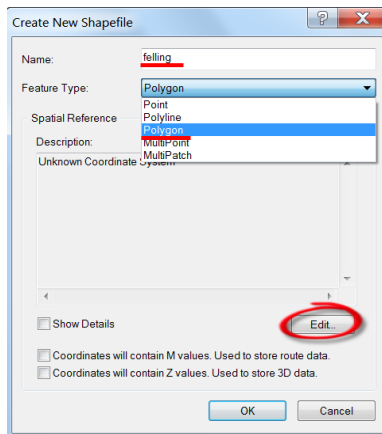 Create New Shapefile
Name: felling
Feature Type: Polygon
Point
Polyline
Spatial Reference Polygon
Description: MultiPoint
MultiPatch
Unknown Coordinate System
Show Details Edit...
Coordinates will contain M values. Used to store route data.
Coordinates will contain Z values. Used to store 3D data.
OK Cancel